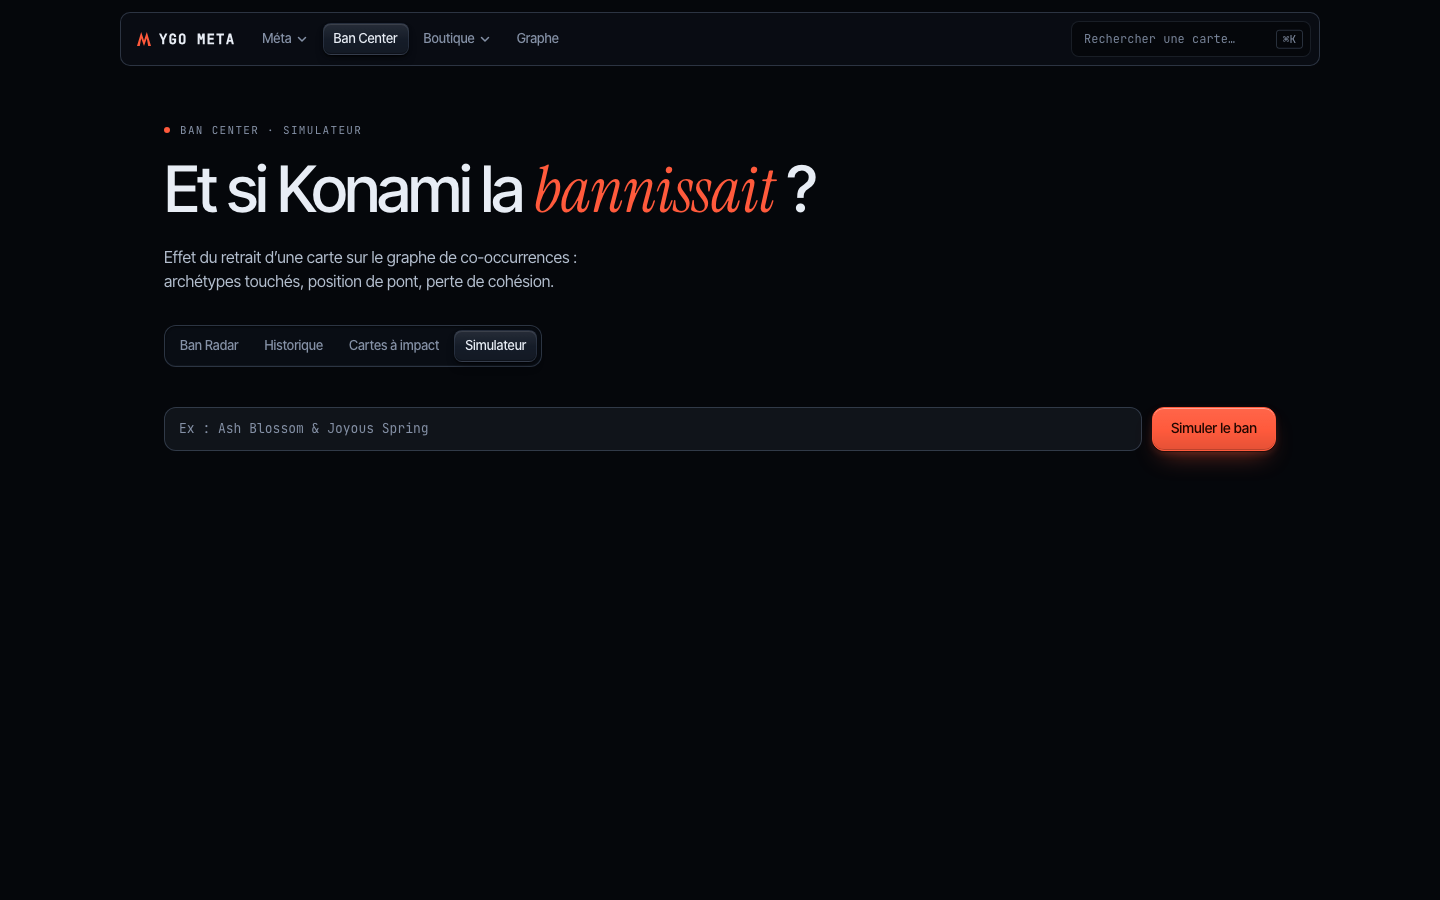 YGO META Méta Ban Center Boutique Graphe Rechercher une carte… ⌘K
BAN CENTER · SIMULATEUR
Et si Konami la bannissait ?
Effet du retrait d’une carte sur le graphe de co-occurrences :
archétypes touchés, position de pont, perte de cohésion.
Ban Radar Historique Cartes à impact Simulateur
Ex : Ash Blossom & Joyous Spring Simuler le ban